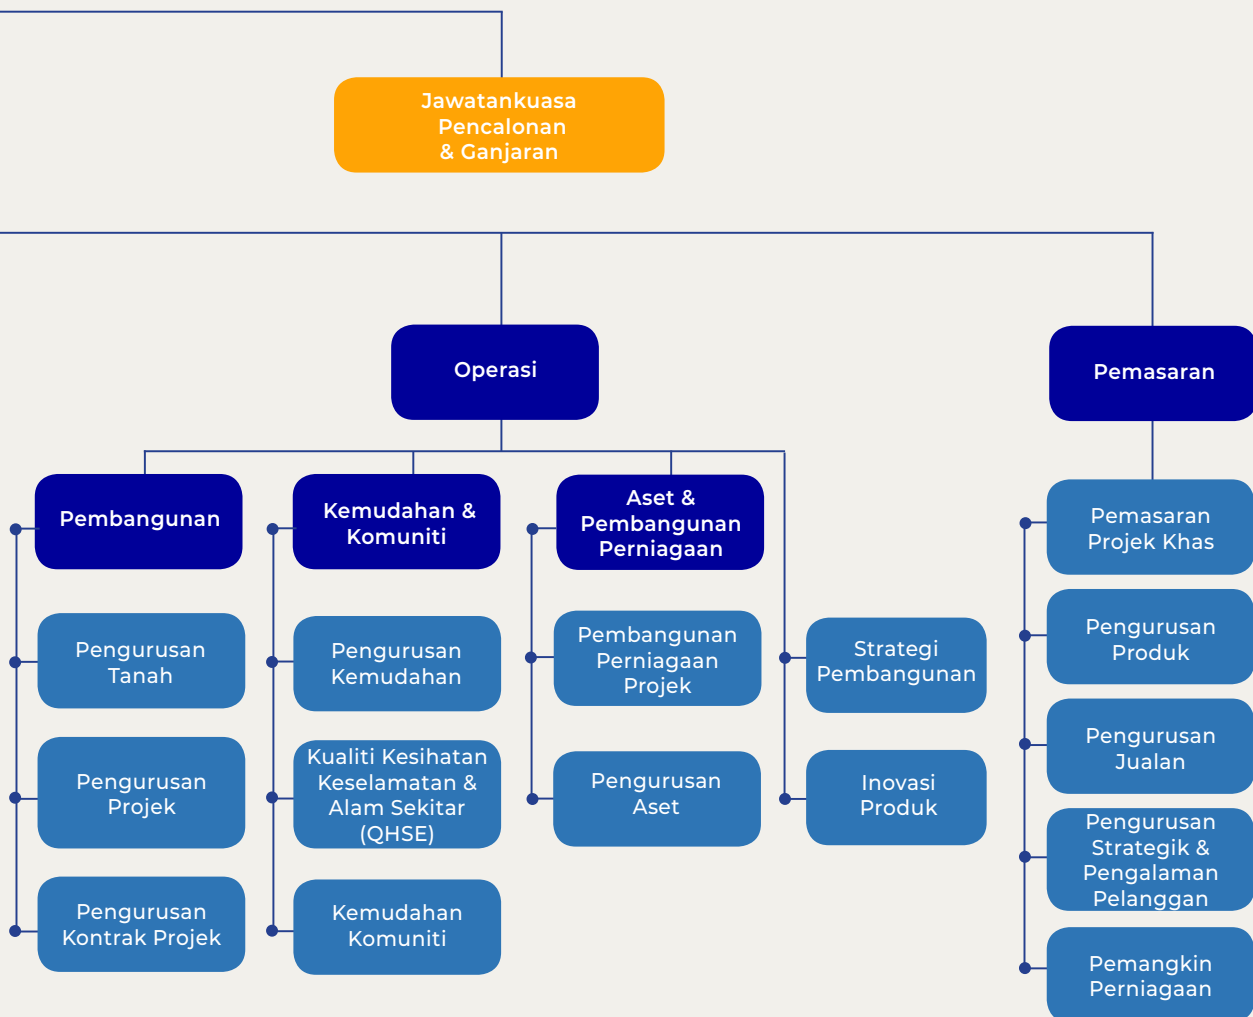 Jawatankuasa
Pencalonan
& Ganjaran
Operasi
Pemasaran
Pembangunan
Kemudahan &
Komuniti
Aset &
Pembangunan
Perniagaan
Pengurusan
Tanah
Pengurusan
Projek
Pengurusan
Kontrak Projek
Pengurusan
Kemudahan
Kualiti Kesihatan
Keselamatan &
Alam Sekitar
(QHSE)
Kemudahan
Komuniti
Pembangunan
Perniagaan
Projek
Pengurusan
Aset
Strategi
Pembangunan
Inovasi
Produk
Pemasaran
Projek Khas
Pengurusan
Produk
Pengurusan
Jualan
Pengurusan
Strategik &
Pengalaman
Pelanggan
Pemangkin
Perniagaan